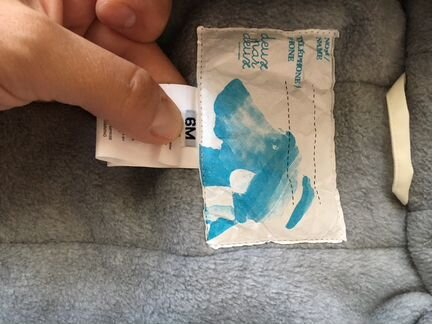 deux
par
deux
NOM/
NAME
TÉLÉPHONE/
PHONE
6M